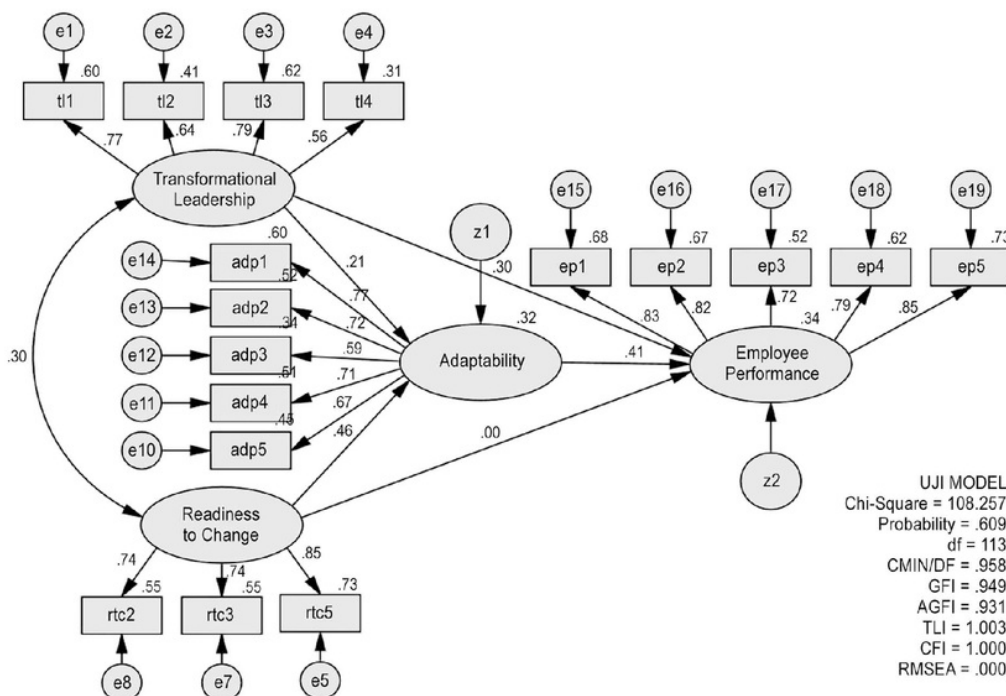 e1
e2
e3
e4
.60
.41
.62
.31
tl1
tl2
tl3
tl4
.77
.64
.79
.56
Transformational
Leadership
e15
e16
e17
e18
e19
.68
.67
.52
.62
.73
ep1
ep2
ep3
ep4
ep5
.83
.82
.72
.79
.85
z1
.30
.21
.60
e14
adp1
.52
.77
e13
adp2
.34
.72
e12
adp3
.51
.59
e11
adp4
.45
.71
e10
adp5
.67
.46
.32
Adaptability
.41
.34
Employee
Performance
.30
.00
z2
Readiness
to Change
.74
.74
.85
.55
.55
.73
rtc2
rtc3
rtc5
e8
e7
e5
UJI MODEL
Chi-Square = 108.257
Probability = .609
df = 113
CMIN/DF = .958
GFI = .949
AGFI = .931
TLI = 1.003
CFI = 1.000
RMSEA = .000